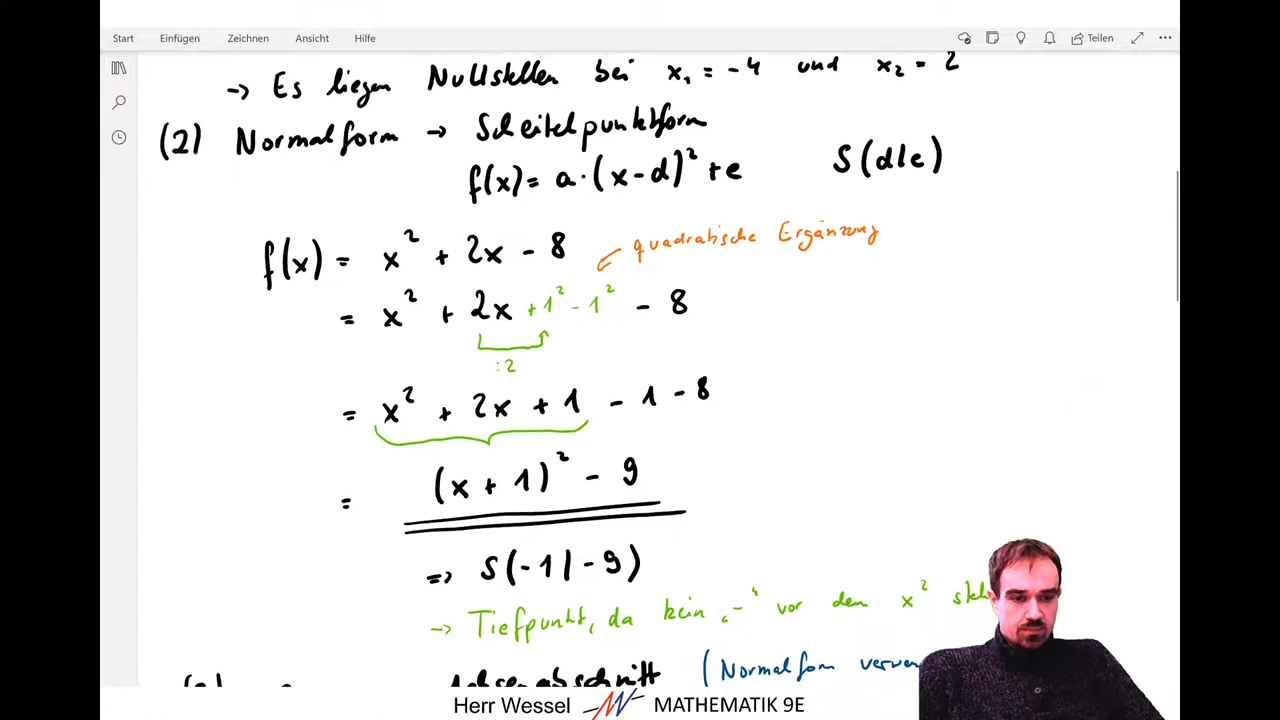 Start Einfügen Zeichnen Ansicht Hilfe Teilen
→ Es liegen Nullstellen bei x₁ = -4 und x₂ = 2
(2) Normalform → Scheitelpunktform
f(x) = a·(x-d)² + e S(d|e)
f(x) = x² + 2x - 8
quadratische Ergänzung
= x² + 2x +1² -1² - 8
:2
= x² + 2x + 1 - 1 - 8
= (x + 1)² - 9
=> S(-1|-9)
→ Tiefpunkt, da kein „-“ vor dem x²
Achsenabschnitt (Normalform
Herr Wessel MATHEMATIK 9E